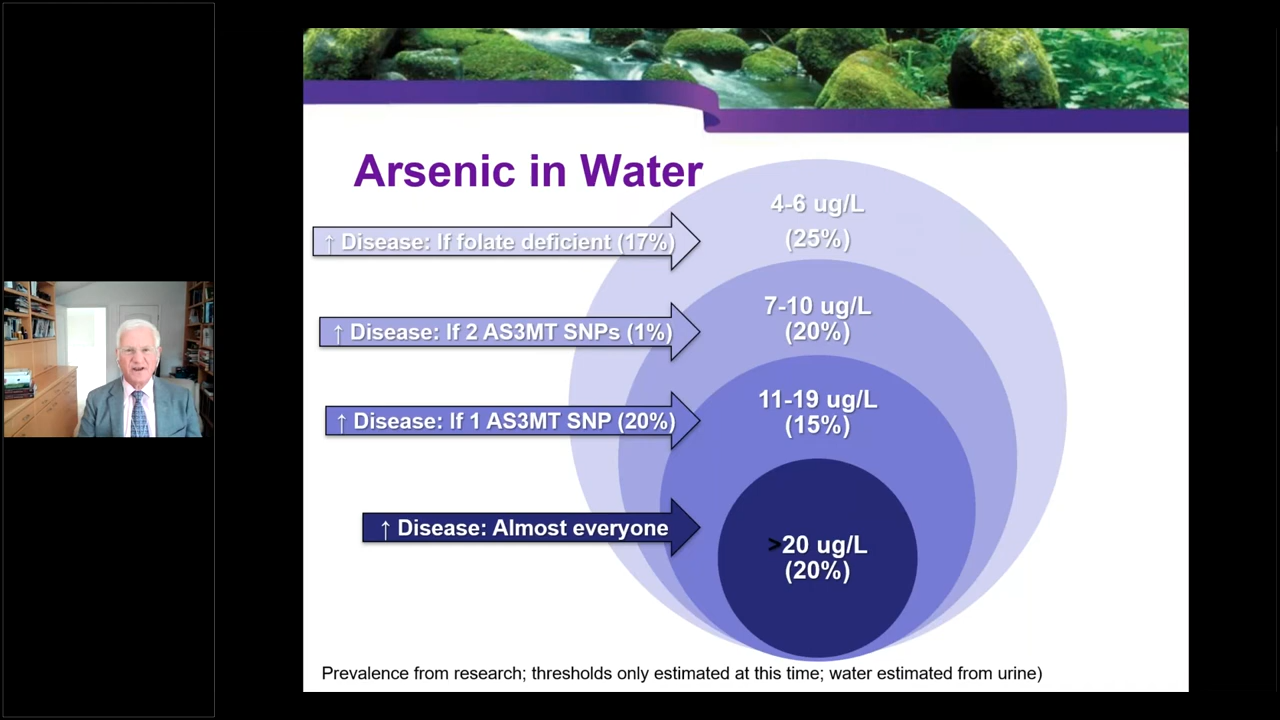 Arsenic in Water
4-6 ug/L
(25%)
↑ Disease: If folate deficient (17%)
7-10 ug/L
(20%)
↑ Disease: If 2 AS3MT SNPs (1%)
11-19 ug/L
(15%)
↑ Disease: If 1 AS3MT SNP (20%)
>20 ug/L
(20%)
↑ Disease: Almost everyone
Prevalence from research; thresholds only estimated at this time; water estimated from urine)